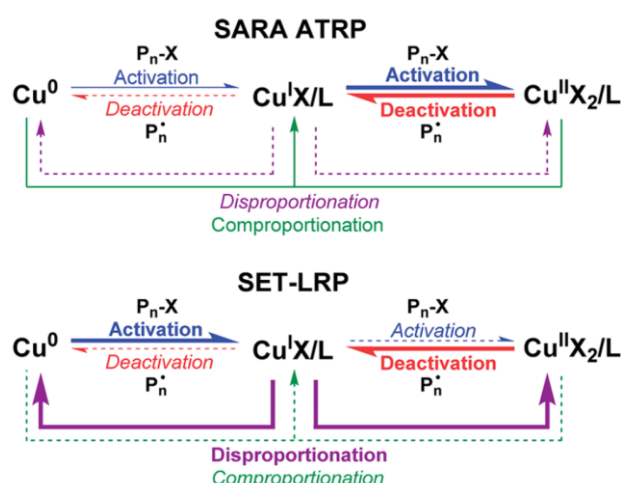 SARA ATRP
Pₙ-X Pₙ-X
Activation Activation
Cu⁰ CuᴵX/L CuᴵᴵX₂/L
Deactivation Deactivation
Pₙ• Pₙ•
Disproportionation
Comproportionation
SET-LRP
Pₙ-X Pₙ-X
Activation Activation
Cu⁰ CuᴵX/L CuᴵᴵX₂/L
Deactivation Deactivation
Pₙ• Pₙ•
Disproportionation
Comproportionation